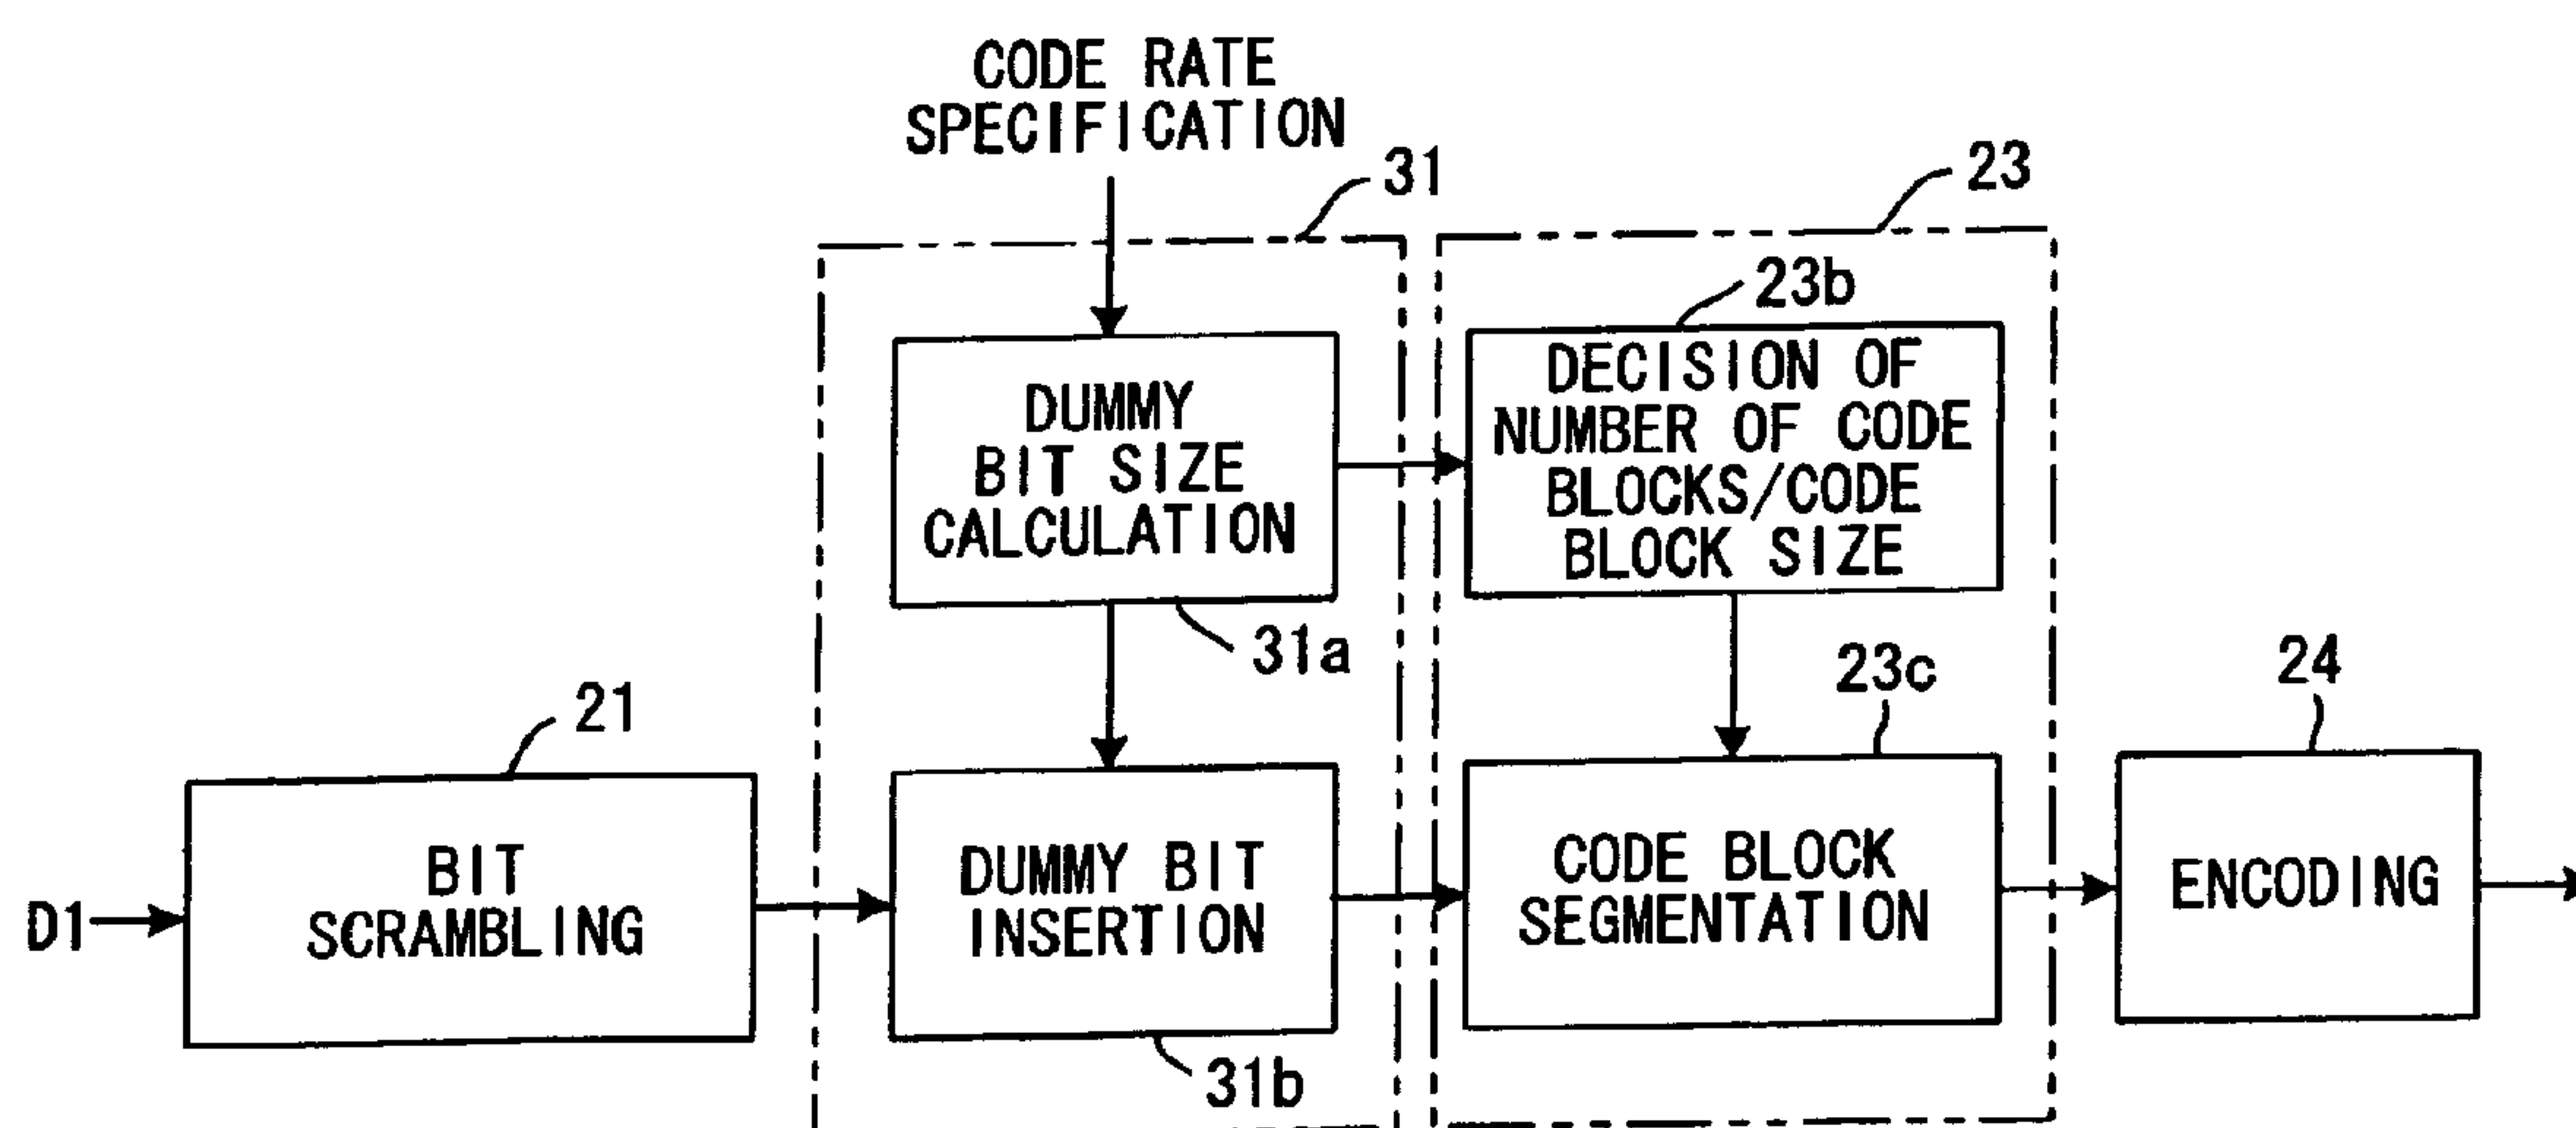 CODE RATE
SPECIFICATION
31
23
23b
DUMMY
BIT SIZE
CALCULATION
DECISION OF
NUMBER OF CODE
BLOCKS/CODE
BLOCK SIZE
31a
23c
24
21
D1
BIT
SCRAMBLING
DUMMY BIT
INSERTION
CODE BLOCK
SEGMENTATION
ENCODING
31b